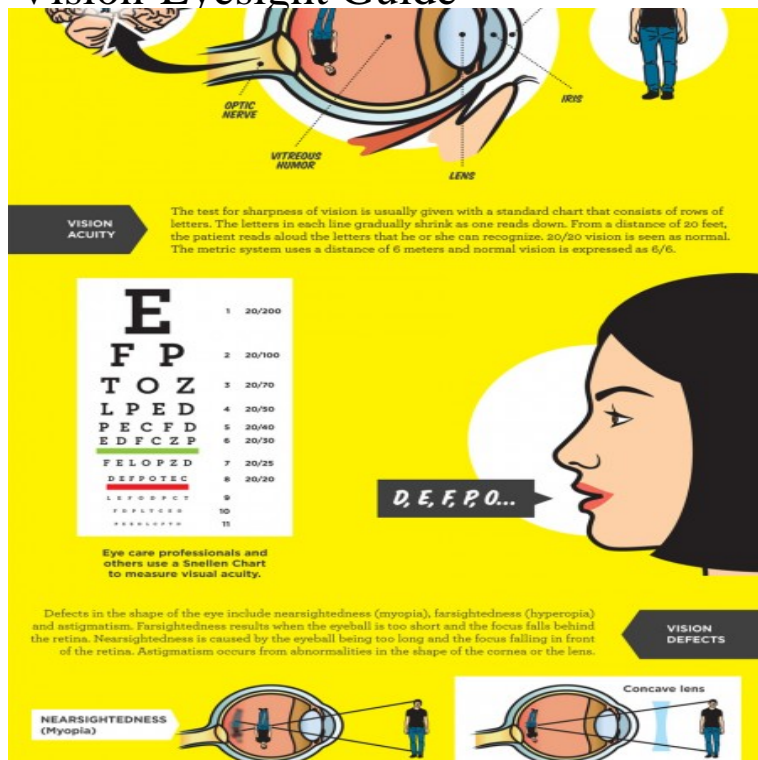 Vision Eyesight Guide
OPTIC
NERVE
VITREOUS
HUMOR
LENS
IRIS
VISION
ACUITY
The test for sharpness of vision is usually given with a standard chart that consists of rows of
letters. The letters in each line gradually shrink as one reads down. From a distance of 20 feet,
the patient reads aloud the letters that he or she can recognize. 20/20 vision is seen as normal.
The metric system uses a distance of 6 meters and normal vision is expressed as 6/6.
E 1 20/200
F P 2 20/100
T O Z 3 20/70
L P E D 4 20/50
P E C F D 5 20/40
E D F C Z P 6 20/30
F E L O P Z D 7 20/25
D E F P O T E C 8 20/20
L E F O D P C T 9
F D P L T C E O 10
11
D, E, F, P, O...
Eye care professionals and
others use a Snellen Chart
to measure visual acuity.
Defects in the shape of the eye include nearsightedness (myopia), farsightedness (hyperopia)
and astigmatism. Farsightedness results when the eyeball is too short and the focus falls behind
the retina. Nearsightedness is caused by the eyeball being too long and the focus falling in front
of the retina. Astigmatism occurs from abnormalities in the shape of the cornea or the lens.
VISION
DEFECTS
NEARSIGHTEDNESS
(Myopia)
Concave lens